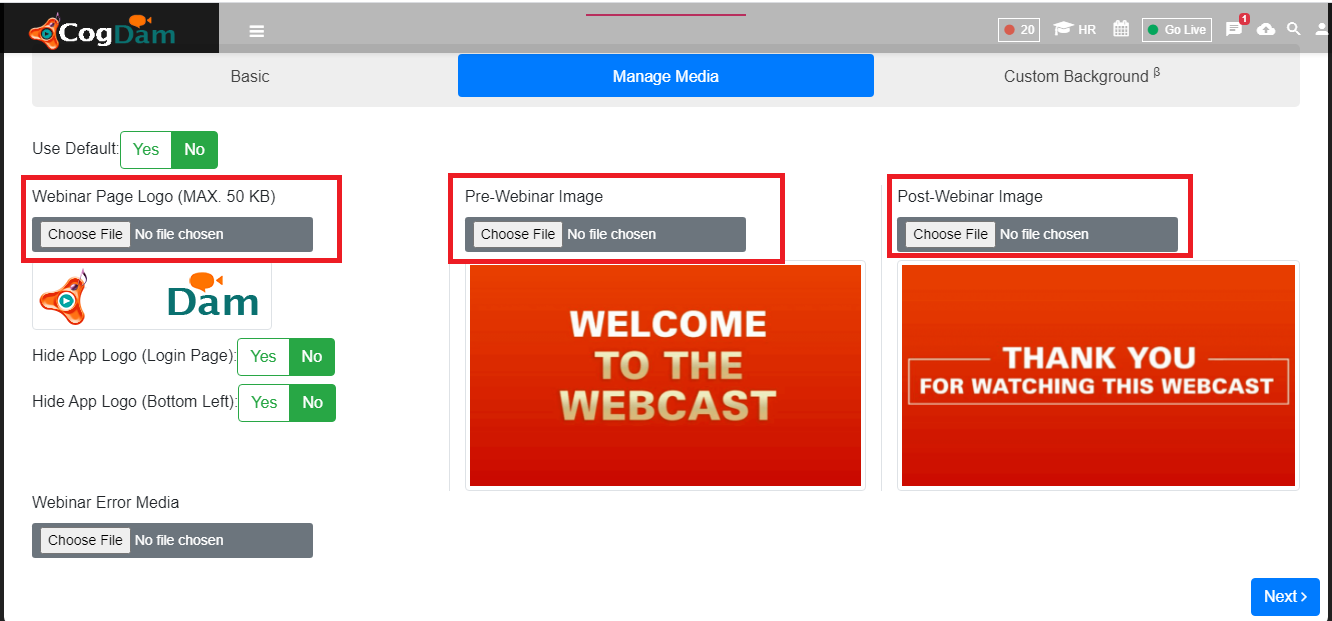 CogDam
20
HR
Go Live
1
Basic
Manage Media
Custom Background β
Use Default:
Yes
No
Webinar Page Logo (MAX. 50 KB)
Choose File No file chosen
Dam
Hide App Logo (Login Page):
Yes
No
Hide App Logo (Bottom Left):
Yes
No
Webinar Error Media
Choose File No file chosen
Pre-Webinar Image
Choose File No file chosen
WELCOME
TO THE
WEBCAST
Post-Webinar Image
Choose File No file chosen
THANK YOU
FOR WATCHING THIS WEBCAST
Next